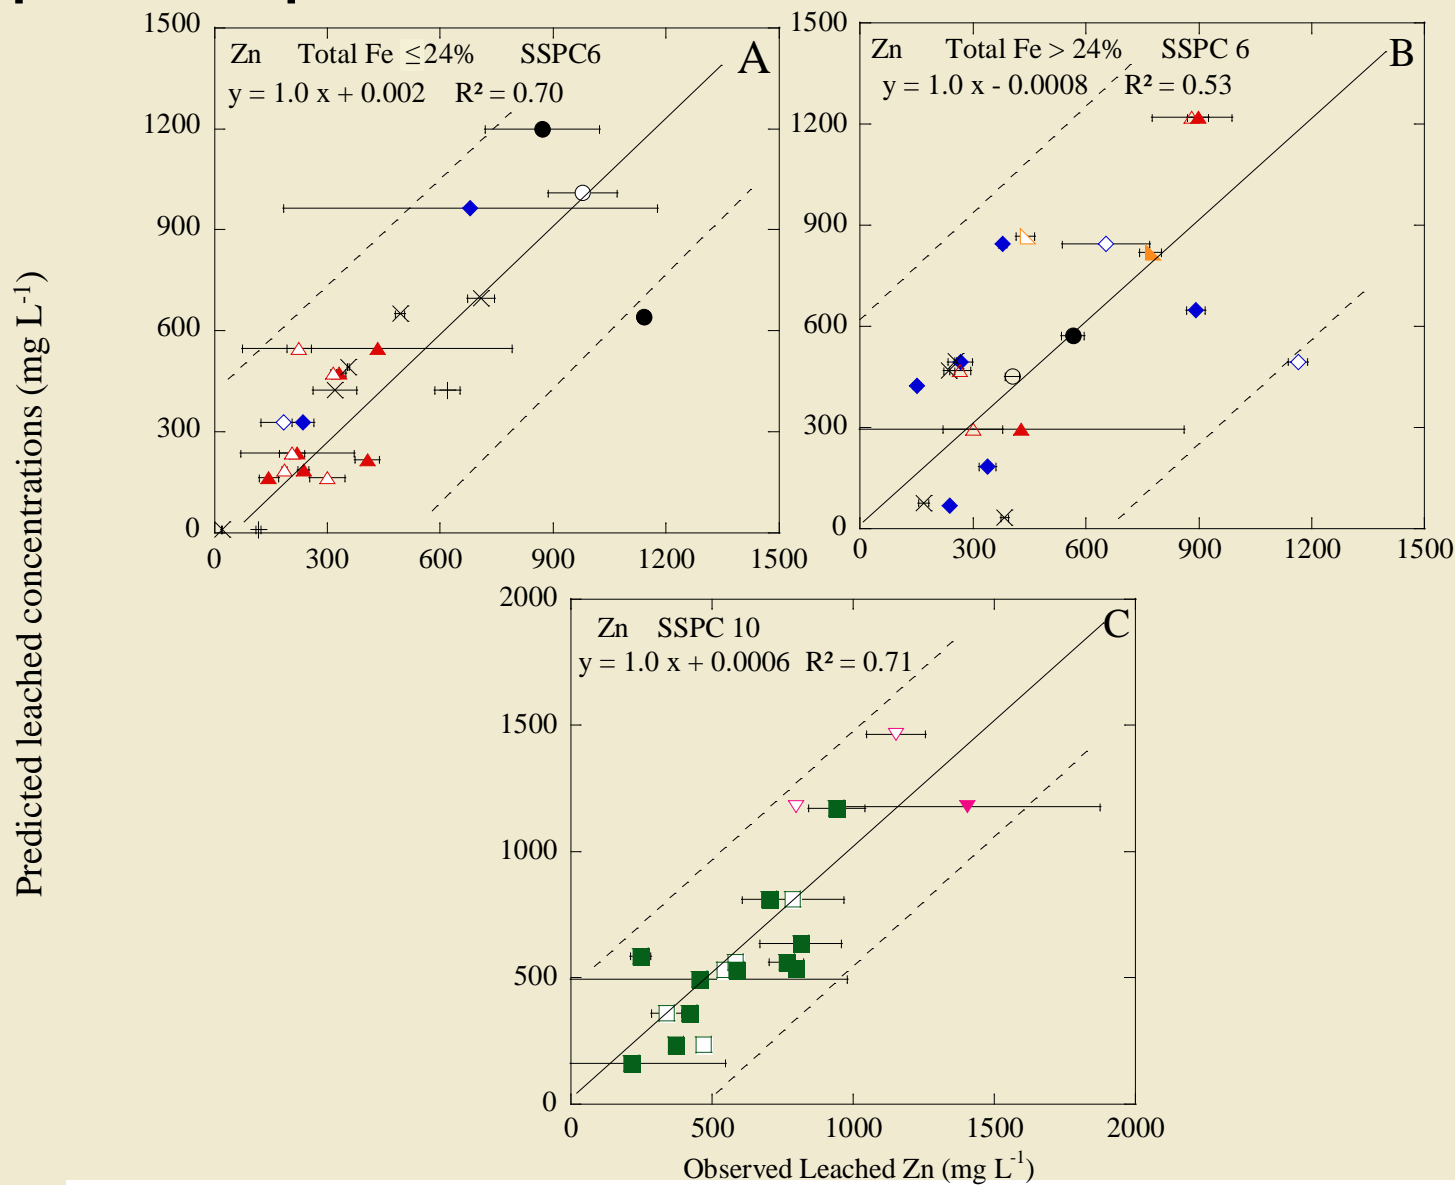 1500
1200
900
600
300
0
Zn Total Fe ≤24% SSPC6
y = 1.0 x + 0.002 R² = 0.70
A
0 300 600 900 1200 1500
1500
1200
900
600
300
0
Zn Total Fe > 24% SSPC 6
y = 1.0 x - 0.0008 R² = 0.53
B
0 300 600 900 1200 1500
Predicted leached concentrations (mg L-1)
2000
1500
1000
500
0
Zn SSPC 10
y = 1.0 x + 0.0006 R² = 0.71
C
0 500 1000 1500 2000
Observed Leached Zn (mg L-1)